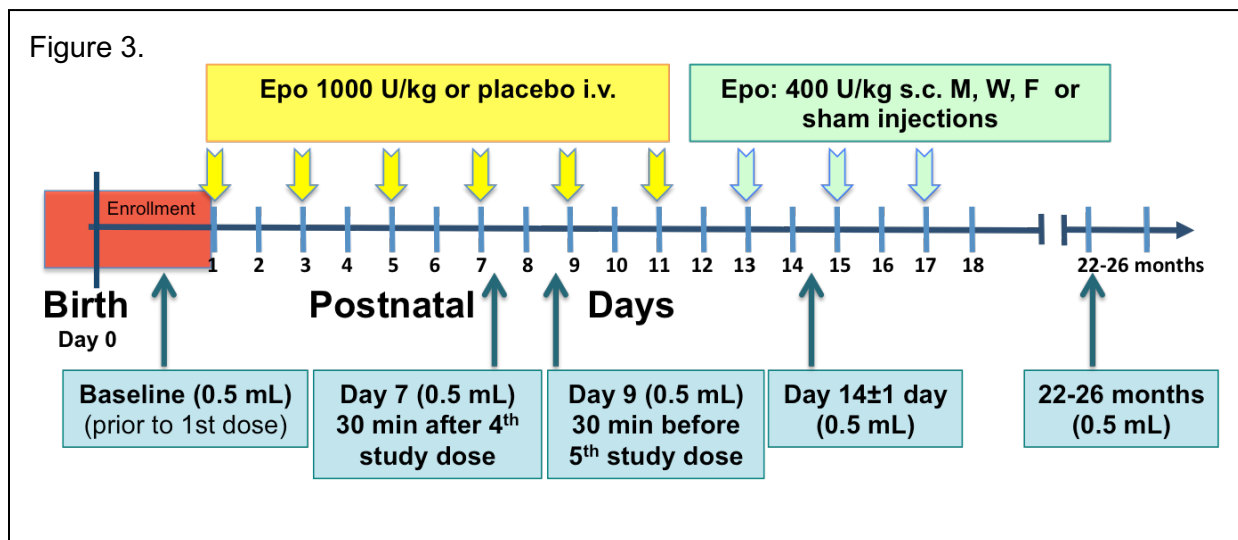 Figure 3.
Epo 1000 U/kg or placebo i.v.
Epo: 400 U/kg s.c. M, W, F or
sham injections
Enrollment
1 2 3 4 5 6 7 8 9 10 11 12 13 14 15 16 17 18 22-26 months
Birth Postnatal Days
Day 0
Baseline (0.5 mL)
(prior to 1st dose)
Day 7 (0.5 mL)
30 min after 4th
study dose
Day 9 (0.5 mL)
30 min before
5th study dose
Day 14±1 day
(0.5 mL)
22-26 months
(0.5 mL)